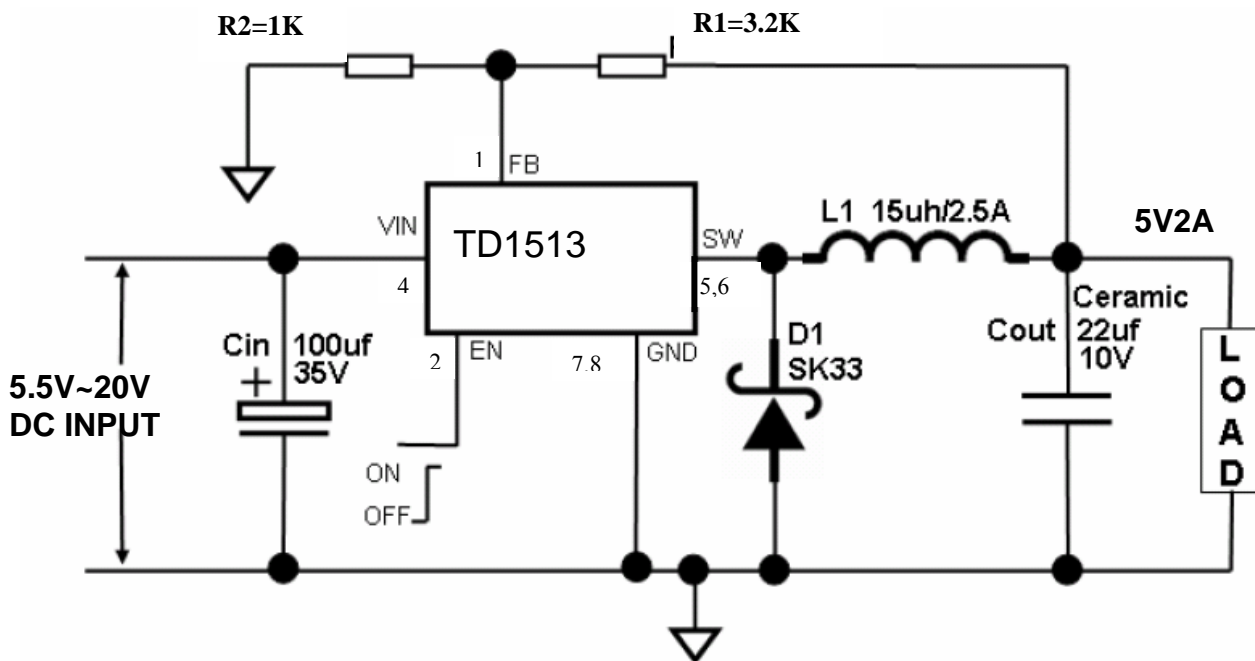 R2=1K
R1=3.2K
1
FB
VIN
TD1513
SW
L1 15uh/2.5A
5V2A
4
5,6
Cin
100uf
35V
+
2
EN
7.8
GND
D1
SK33
Cout
Ceramic
22uf
10V
LOAD
5.5V~20V
DC INPUT
ON
OFF